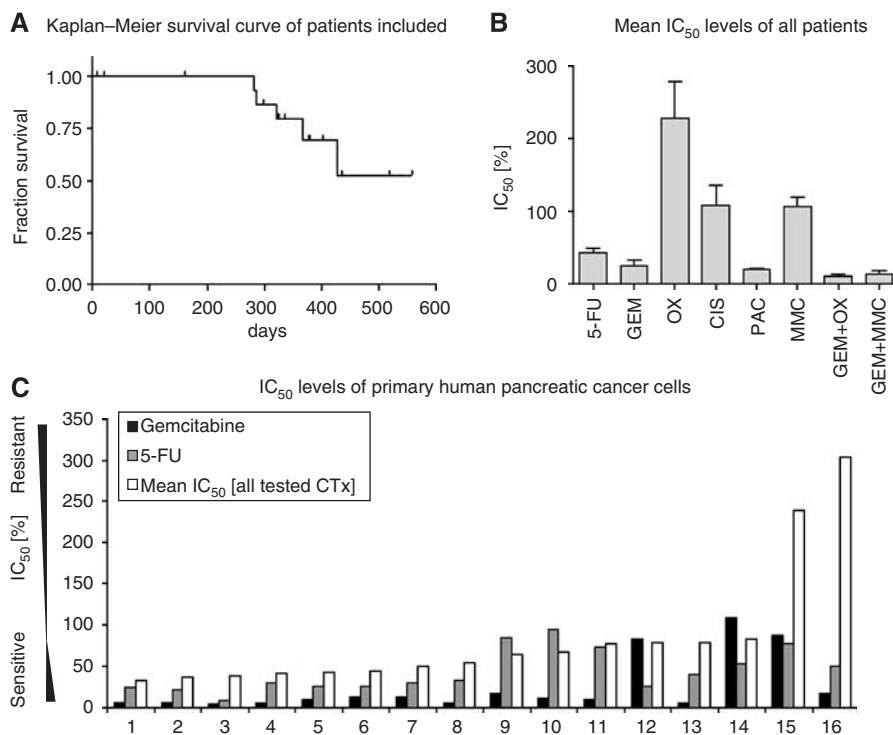 A Kaplan–Meier survival curve of patients included
1.00
0.75
0.50
0.25
0.00
Fraction survival
0 100 200 300 400 500 600
days
B Mean IC50 levels of all patients
300
200
100
0
IC50 [%]
5-FU
GEM
OX
CIS
PAC
MMC
GEM+OX
GEM+MMC
C IC50 levels of primary human pancreatic cancer cells
Resistant
IC50 [%]
Sensitive
350
300
250
200
150
100
50
0
Gemcitabine
5-FU
Mean IC50 [all tested CTx]
1 2 3 4 5 6 7 8 9 10 11 12 13 14 15 16